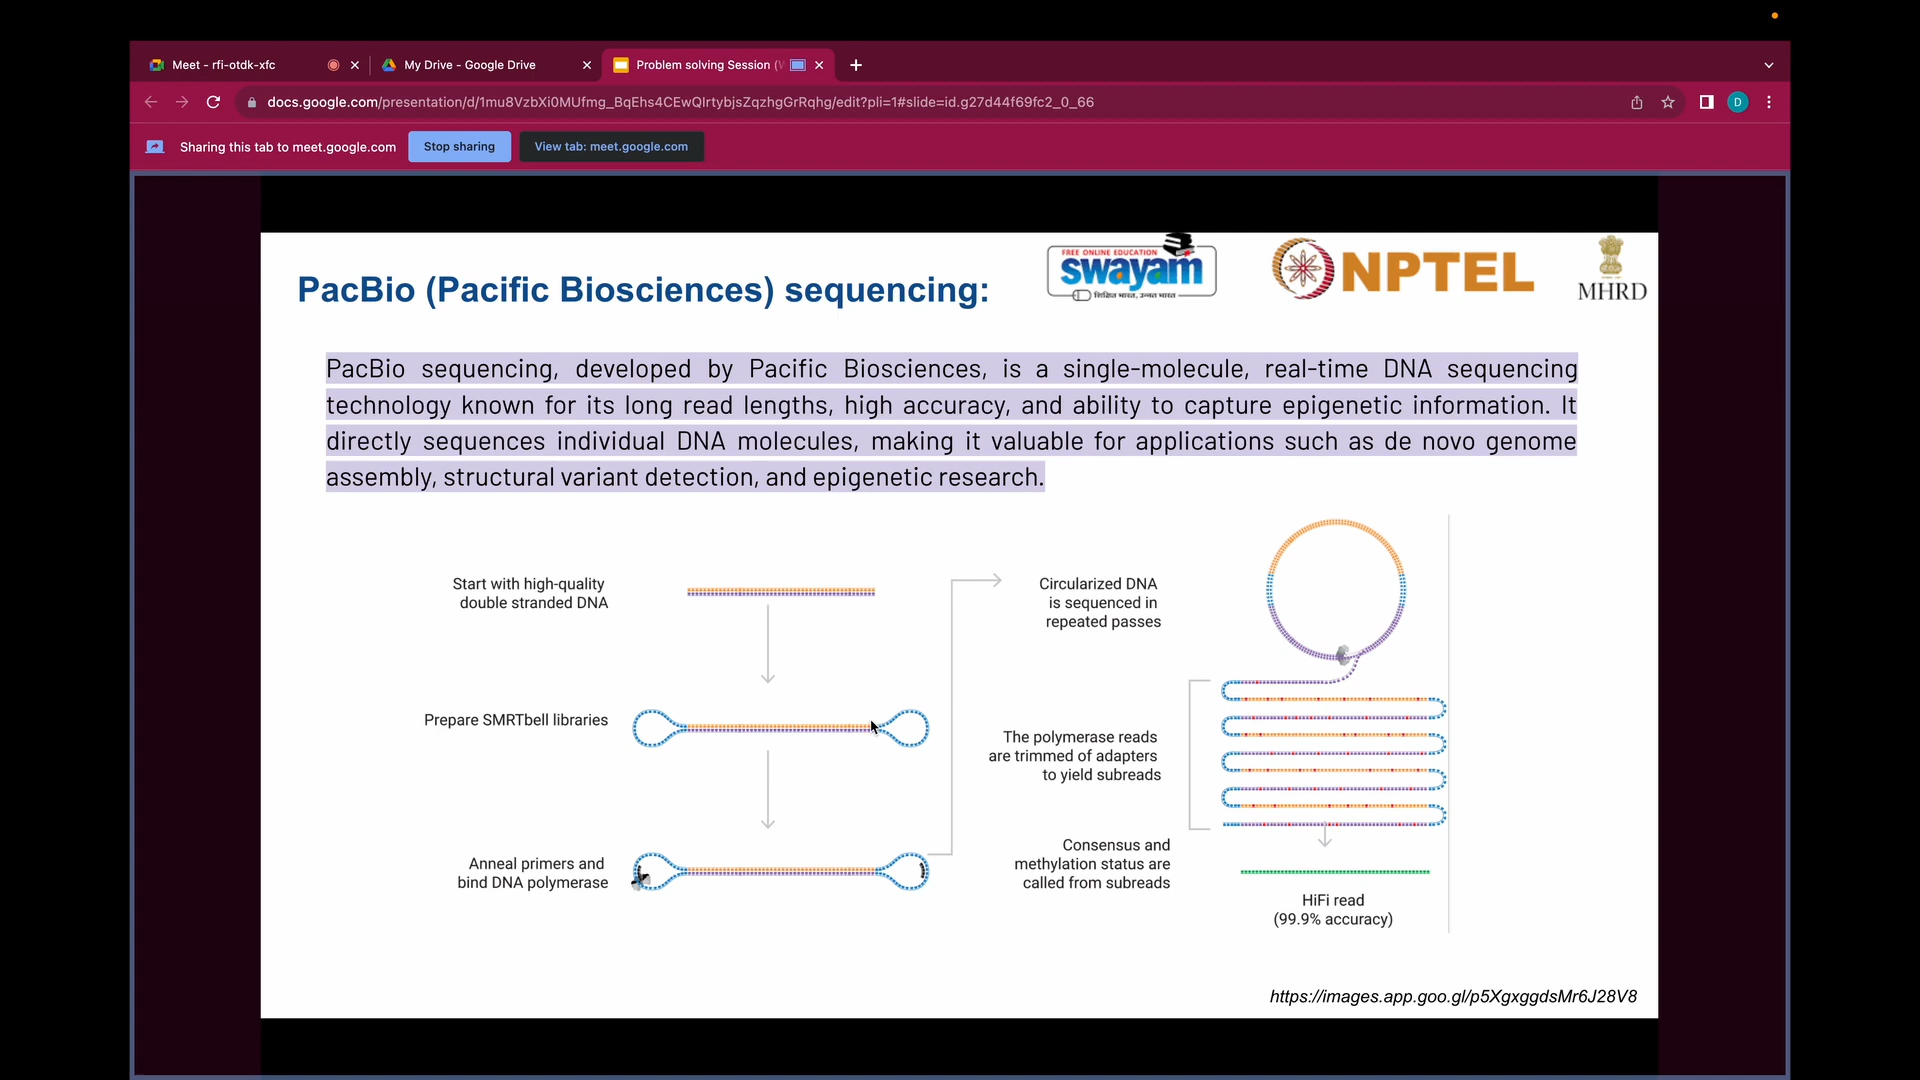 Meet - rfi-otdk-xfc
My Drive - Google Drive
Problem solving Session (
docs.google.com/presentation/d/1mu8VzbXi0MUfmg_BqEhs4CEwQIrtybjsZqzhgGrRqhg/edit?pli=1#slide=id.g27d44f69fc2_0_66
D
Sharing this tab to meet.google.com
Stop sharing
View tab: meet.google.com
PacBio (Pacific Biosciences) sequencing:
FREE ONLINE EDUCATION
swayam
शिक्षित भारत, उन्नत भारत
NPTEL
MHRD
PacBio sequencing, developed by Pacific Biosciences, is a single-molecule, real-time DNA sequencing
technology known for its long read lengths, high accuracy, and ability to capture epigenetic information. It
directly sequences individual DNA molecules, making it valuable for applications such as de novo genome
assembly, structural variant detection, and epigenetic research.
Start with high-quality
double stranded DNA
Prepare SMRTbell libraries
Anneal primers and
bind DNA polymerase
Circularized DNA
is sequenced in
repeated passes
The polymerase reads
are trimmed of adapters
to yield subreads
Consensus and
methylation status are
called from subreads
HiFi read
(99.9% accuracy)
https://images.app.goo.gl/p5XgxggdsMr6J28V8